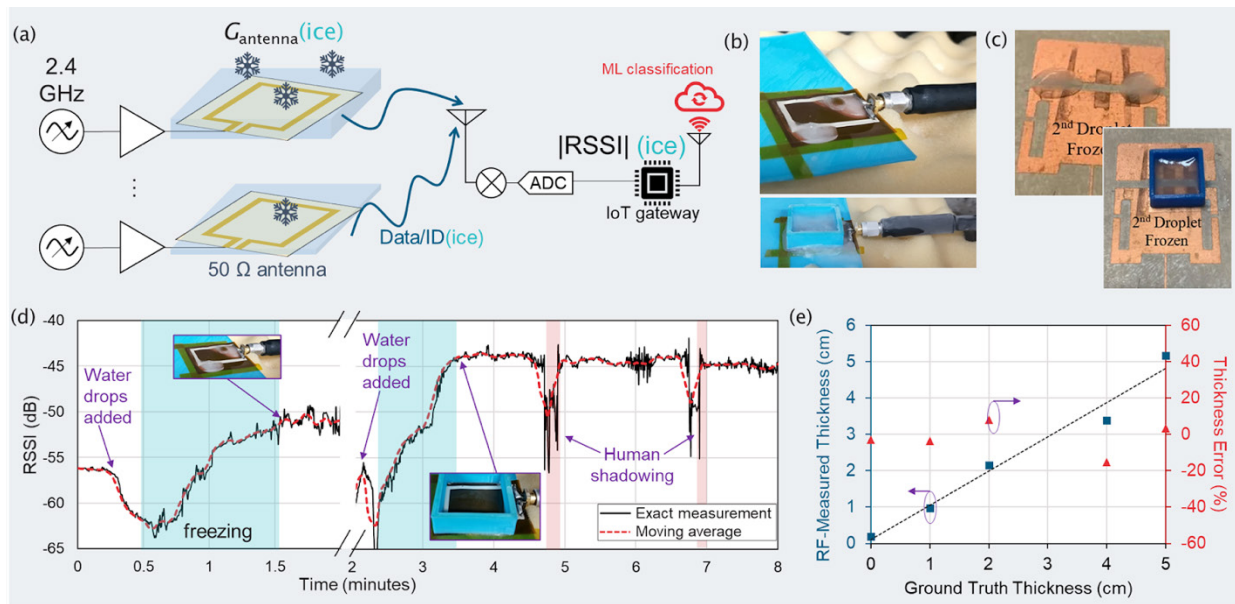 (a)
G_antenna(ice)
2.4
GHz
ML classification
|RSSI| (ice)
ADC
IoT gateway
Data/ID(ice)
50 Ω antenna
(b)
(c)
2nd Droplet
Frozen
2nd Droplet
Frozen
(d)
RSSI (dB)
-40
-45
-50
-55
-60
-65
Water
drops
added
freezing
Water
drops
added
Human
shadowing
Exact measurement
Moving average
0
0.5
1.0
1.5
2
3
4
5
6
7
8
Time (minutes)
(e)
RF-Measured Thickness (cm)
6
5
4
3
2
1
0
60
40
20
0
-20
-40
-60
Thickness Error (%)
0
1
2
3
4
5
Ground Truth Thickness (cm)